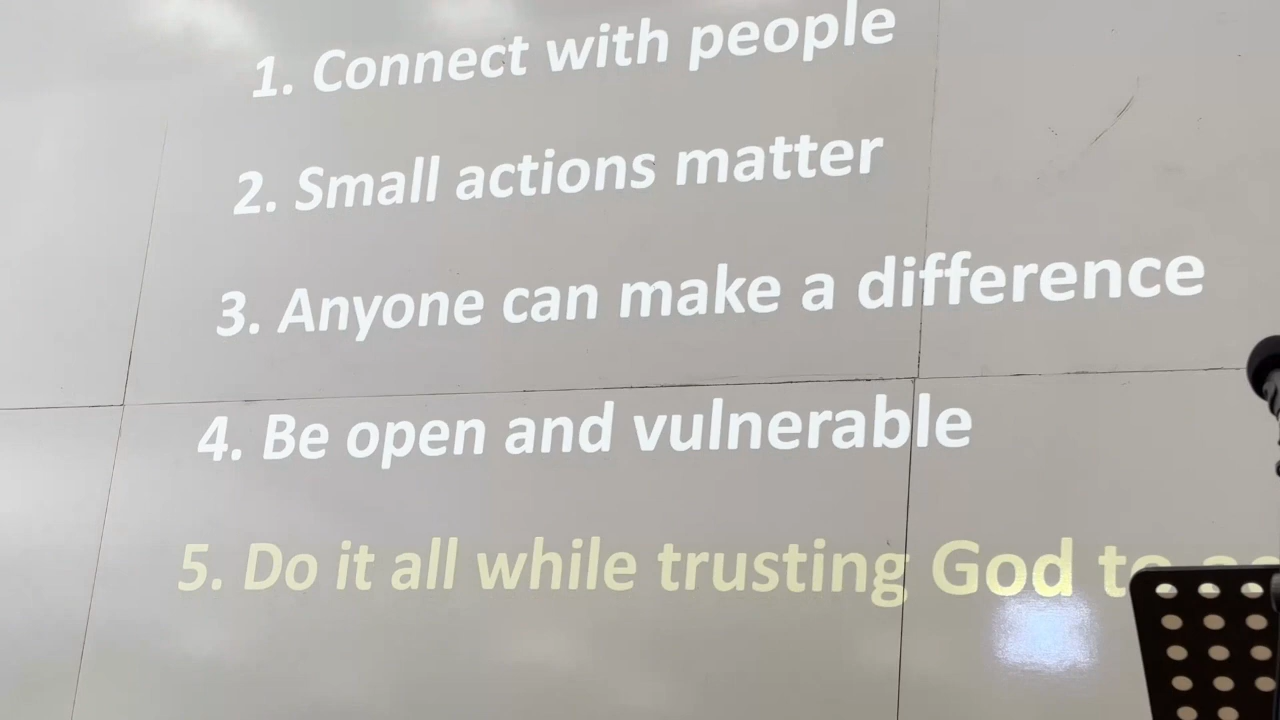 1. Connect with people
2. Small actions matter
3. Anyone can make a difference
4. Be open and vulnerable
5. Do it all while trusting God to